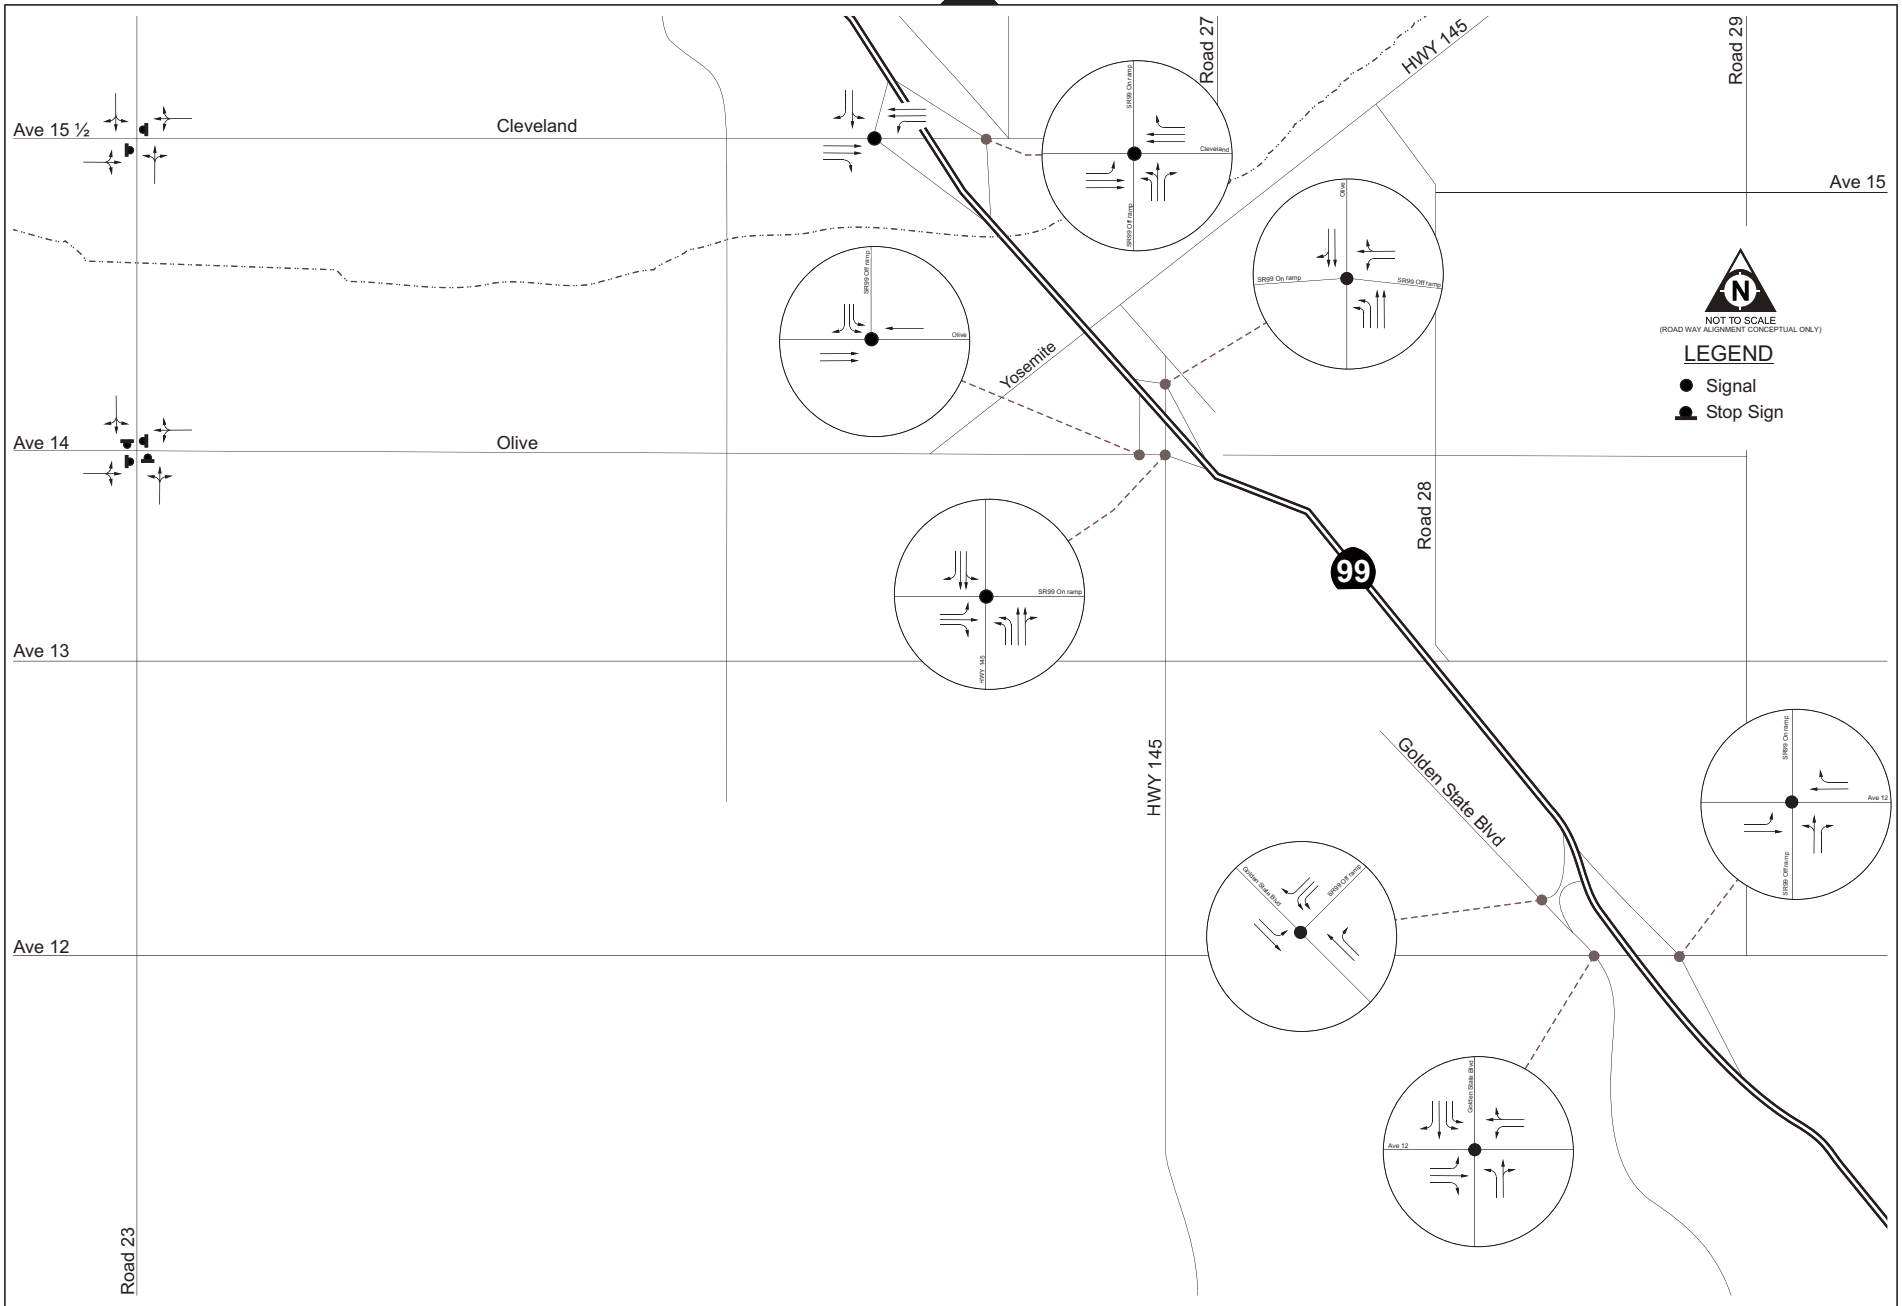 Road 27
Road 29
HWY 145
Ave 15 ½
Cleveland
SR99 On ramp
Cleveland
SR99 Off ramp
Ave 15
Olive
SR99 On ramp
SR99 Off ramp
SR99 Off ramp
Olive
N
NOT TO SCALE
(ROAD WAY ALIGNMENT CONCEPTUAL ONLY)
LEGEND
Signal
Stop Sign
Yosemite
Ave 14
Olive
Road 28
99
SR99 On ramp
HWY 145
Ave 13
HWY 145
Golden State Blvd
SR99 On ramp
Ave 12
SR99 Off ramp
Golden State Blvd
SR99 Off ramp
Ave 12
Golden State Blvd
Ave 12
Road 23